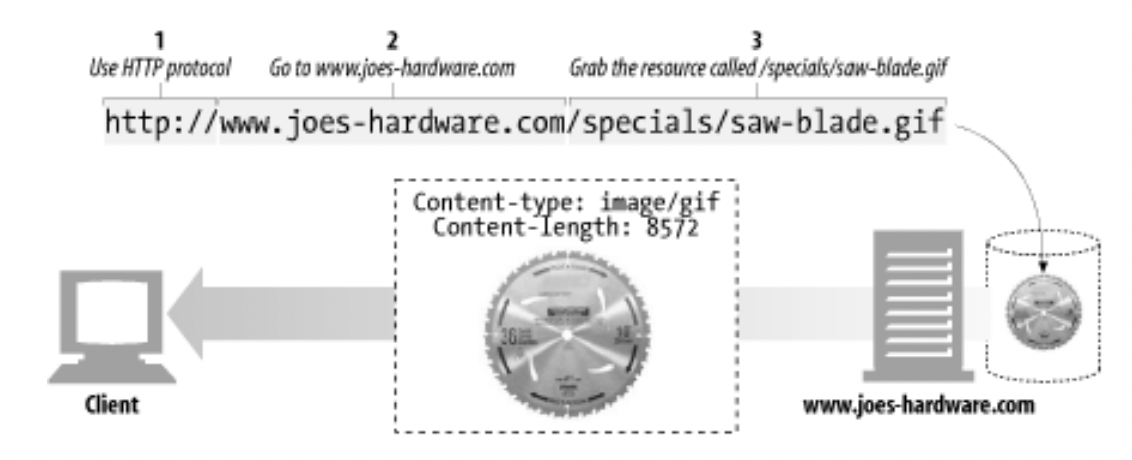 1
Use HTTP protocol
2
Go to www.joes-hardware.com
3
Grab the resource called /specials/saw-blade.gif
http://www.joes-hardware.com/specials/saw-blade.gif
Content-type: image/gif
Content-length: 8572
36
10
Client
www.joes-hardware.com